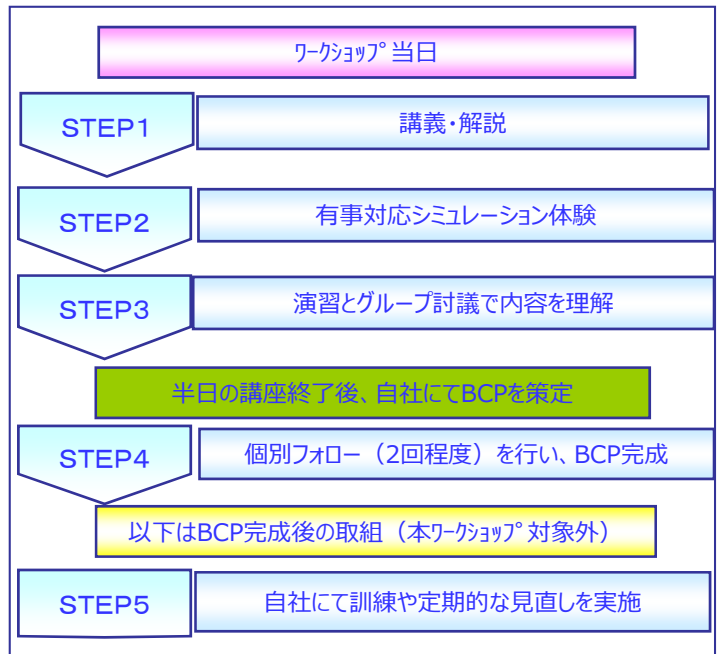 ﾜｰｸｼｮｯﾌﾟ当日
STEP1
講義・解説
STEP2
有事対応シミュレーション体験
STEP3
演習とグループ討議で内容を理解
半日の講座終了後、自社にてBCPを策定
STEP4
個別フォロー（2回程度）を行い、BCP完成
以下はBCP完成後の取組（本ﾜｰｸｼｮｯﾌﾟ対象外）
STEP5
自社にて訓練や定期的な見直しを実施